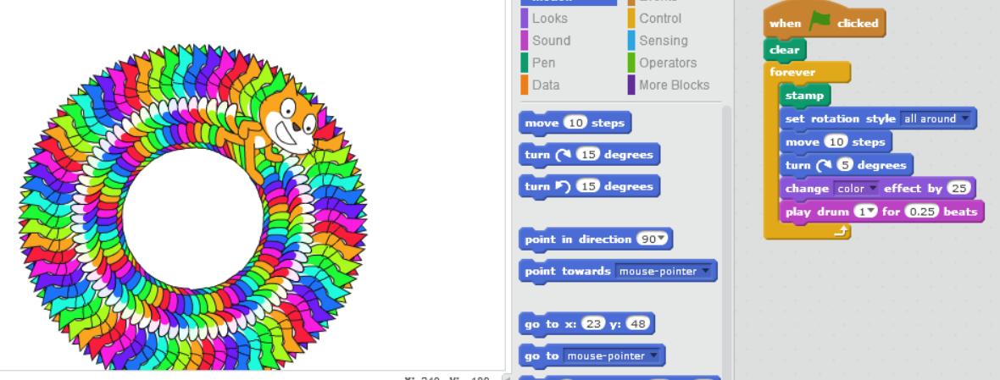 Looks
Sound
Pen
Data
Control
Sensing
Operators
More Blocks
move 10 steps
turn 15 degrees
turn 15 degrees
point in direction 90
point towards mouse-pointer
go to x: 23 y: 48
go to mouse-pointer
when clicked
clear
forever
stamp
set rotation style all around
move 10 steps
turn 5 degrees
change color effect by 25
play drum 1 for 0.25 beats